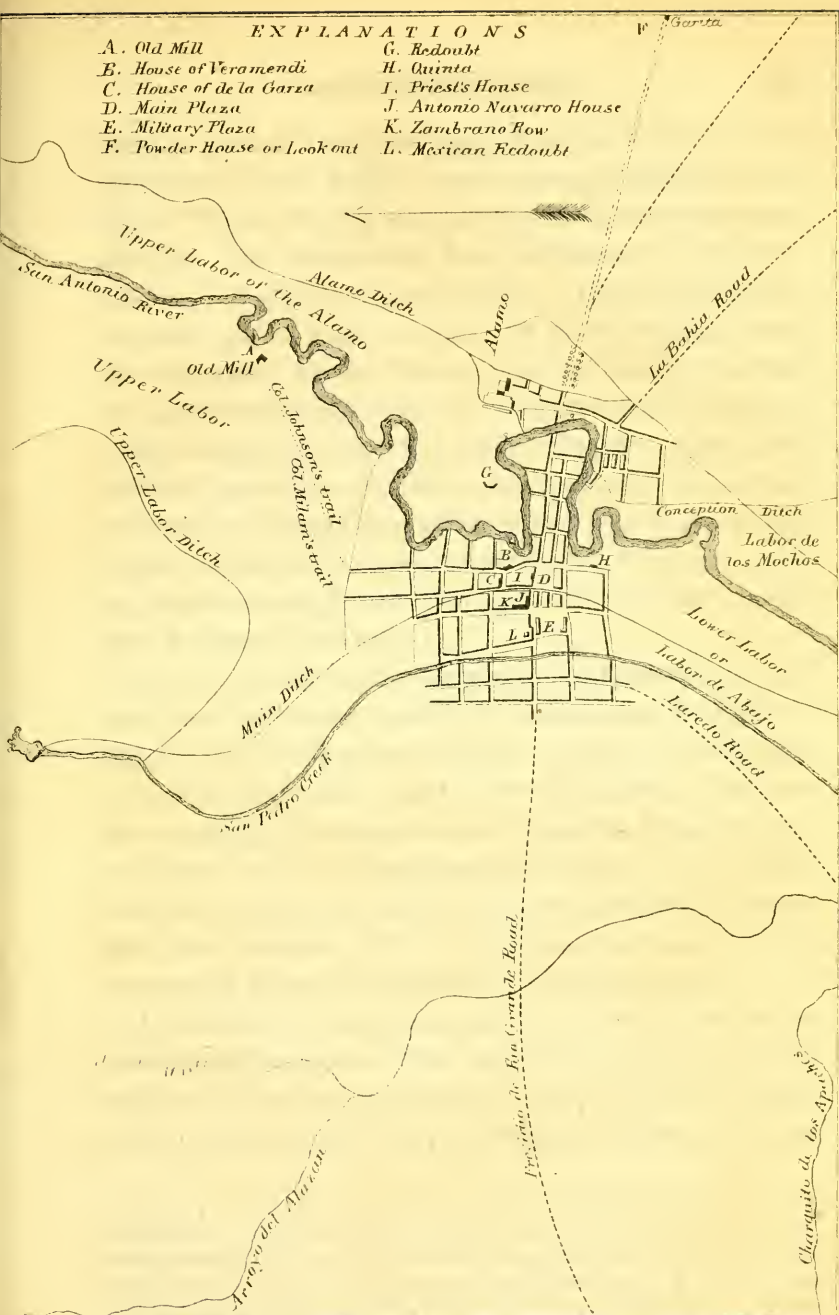 EXPLANATIONS
A. Old Mill
B. House of Veramendi
C. House of de la Garza
D. Main Plaza
E. Military Plaza
F. Powder House or Lookout
G. Redoubt
H. Quinta
I. Priest's House
J. Antonio Navarro House
K. Zambrano Row
L. Mexican Redoubt
F Garita
Upper Labor or the Alamo
San Antonio River
Alamo Ditch
Alamo
La Bahia Road
A
Old Mill
Upper Labor
Upper Labor Ditch
Col. Johnson's trail
Col. Milam's trail
G
Conception Ditch
Labor de
los Mochos
B
H
C I D
K J
L E
Lower Labor
or
Labor de Abajo
Laredo Road
Main Ditch
San Pedro Creek
Presidio de Rio Grande Road
Arroyo del Alazan
Charquito de los Apaches